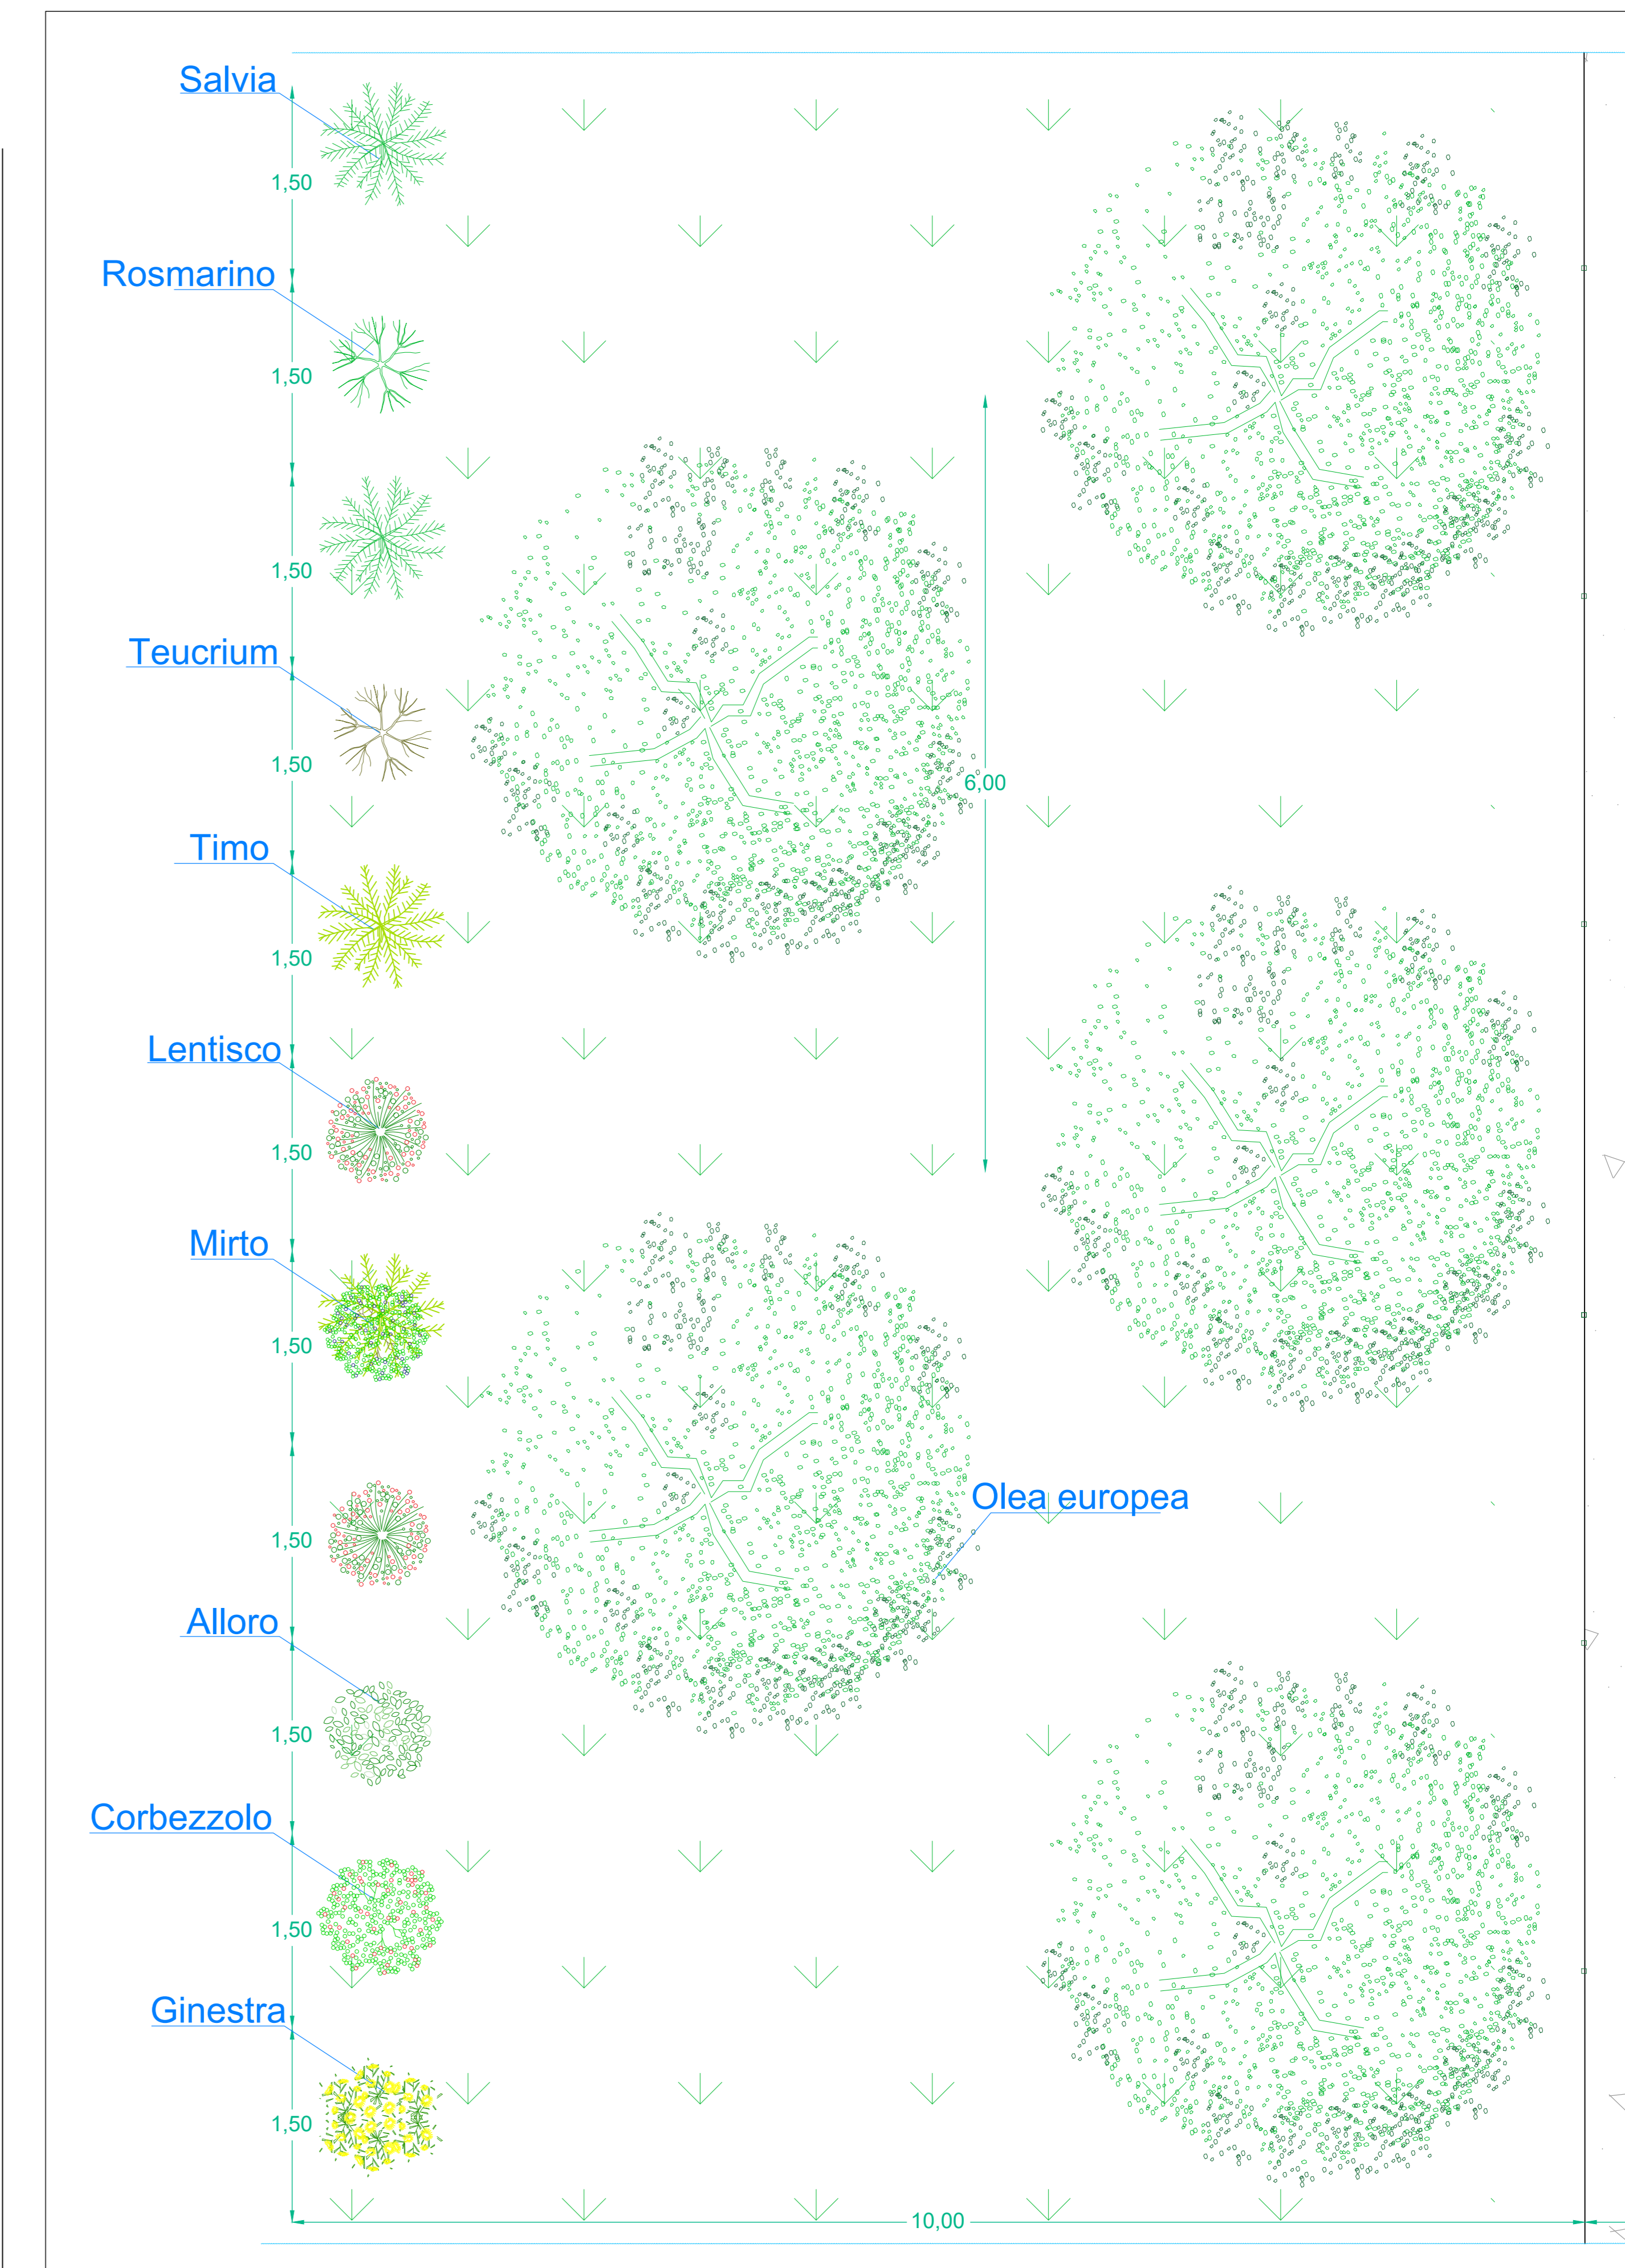 Salvia
1,50
Rosmarino
1,50
1,50
Teucrium
1,50
6,00
Timo
1,50
Lentisco
1,50
Mirto
1,50
Olea europea
1,50
Alloro
1,50
Corbezzolo
1,50
Ginestra
1,50
10,00